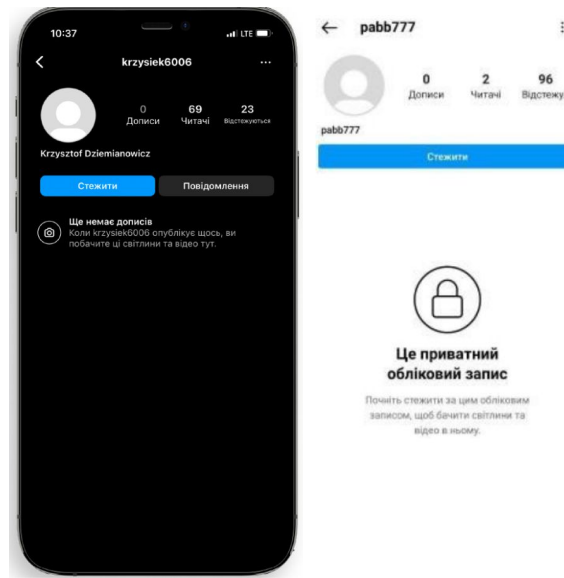 10:37
LTE
krzysiek6006
0 69 23
Дописи Читачі Відстежуються
Krzysztof Dziemianowicz
Стежити Повідомлення
Ще немає дописів
Коли krzysiek6006 опублікує щось, ви
побачите ці світлини та відео тут.
pabb777
0 2 96
Дописи Читачі Відстежу
pabb777
Стежити
Це приватний
обліковий запис
Почніть стежити за цим обліковим
записом, щоб бачити світлини та
відео в ньому.